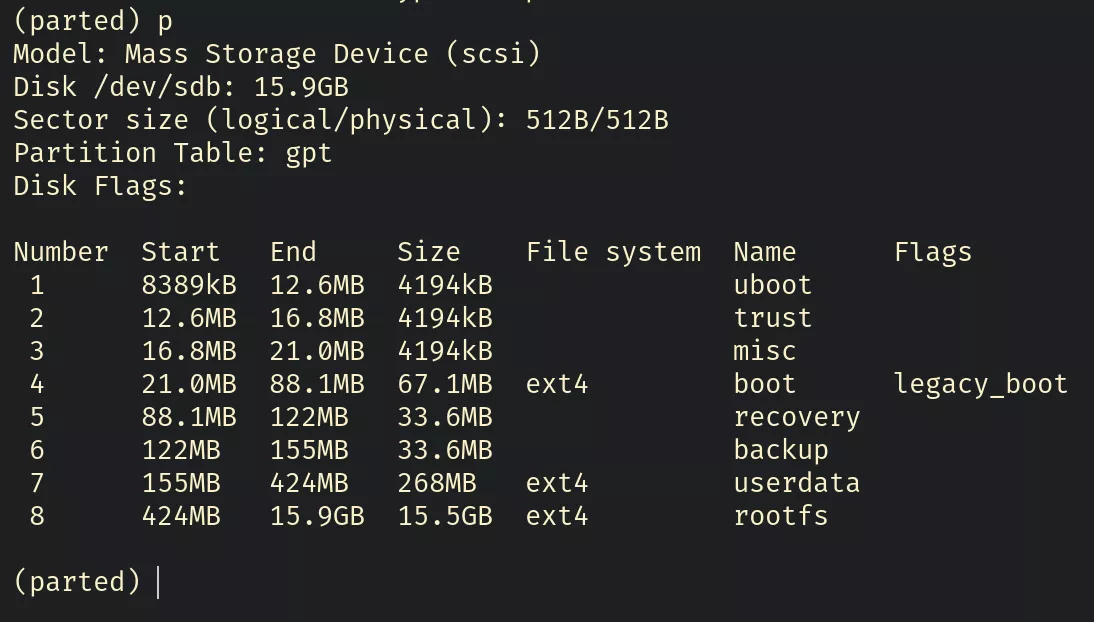 (parted) p
Model: Mass Storage Device (scsi)
Disk /dev/sdb: 15.9GB
Sector size (logical/physical): 512B/512B
Partition Table: gpt
Disk Flags:
Number  Start   End     Size    File system  Name      Flags
 1      8389kB  12.6MB  4194kB               uboot
 2      12.6MB  16.8MB  4194kB               trust
 3      16.8MB  21.0MB  4194kB               misc
 4      21.0MB  88.1MB  67.1MB  ext4         boot      legacy_boot
 5      88.1MB  122MB   33.6MB               recovery
 6      122MB   155MB   33.6MB               backup
 7      155MB   424MB   268MB   ext4         userdata
 8      424MB   15.9GB  15.5GB  ext4         rootfs
(parted)